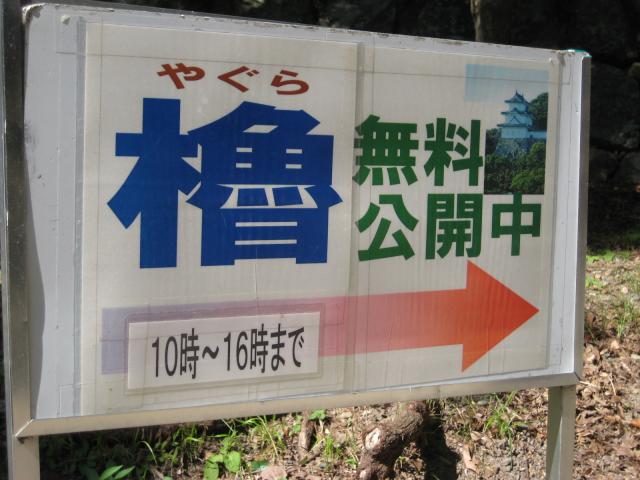 やぐら
櫓
無料
公開中
10時～16時まで